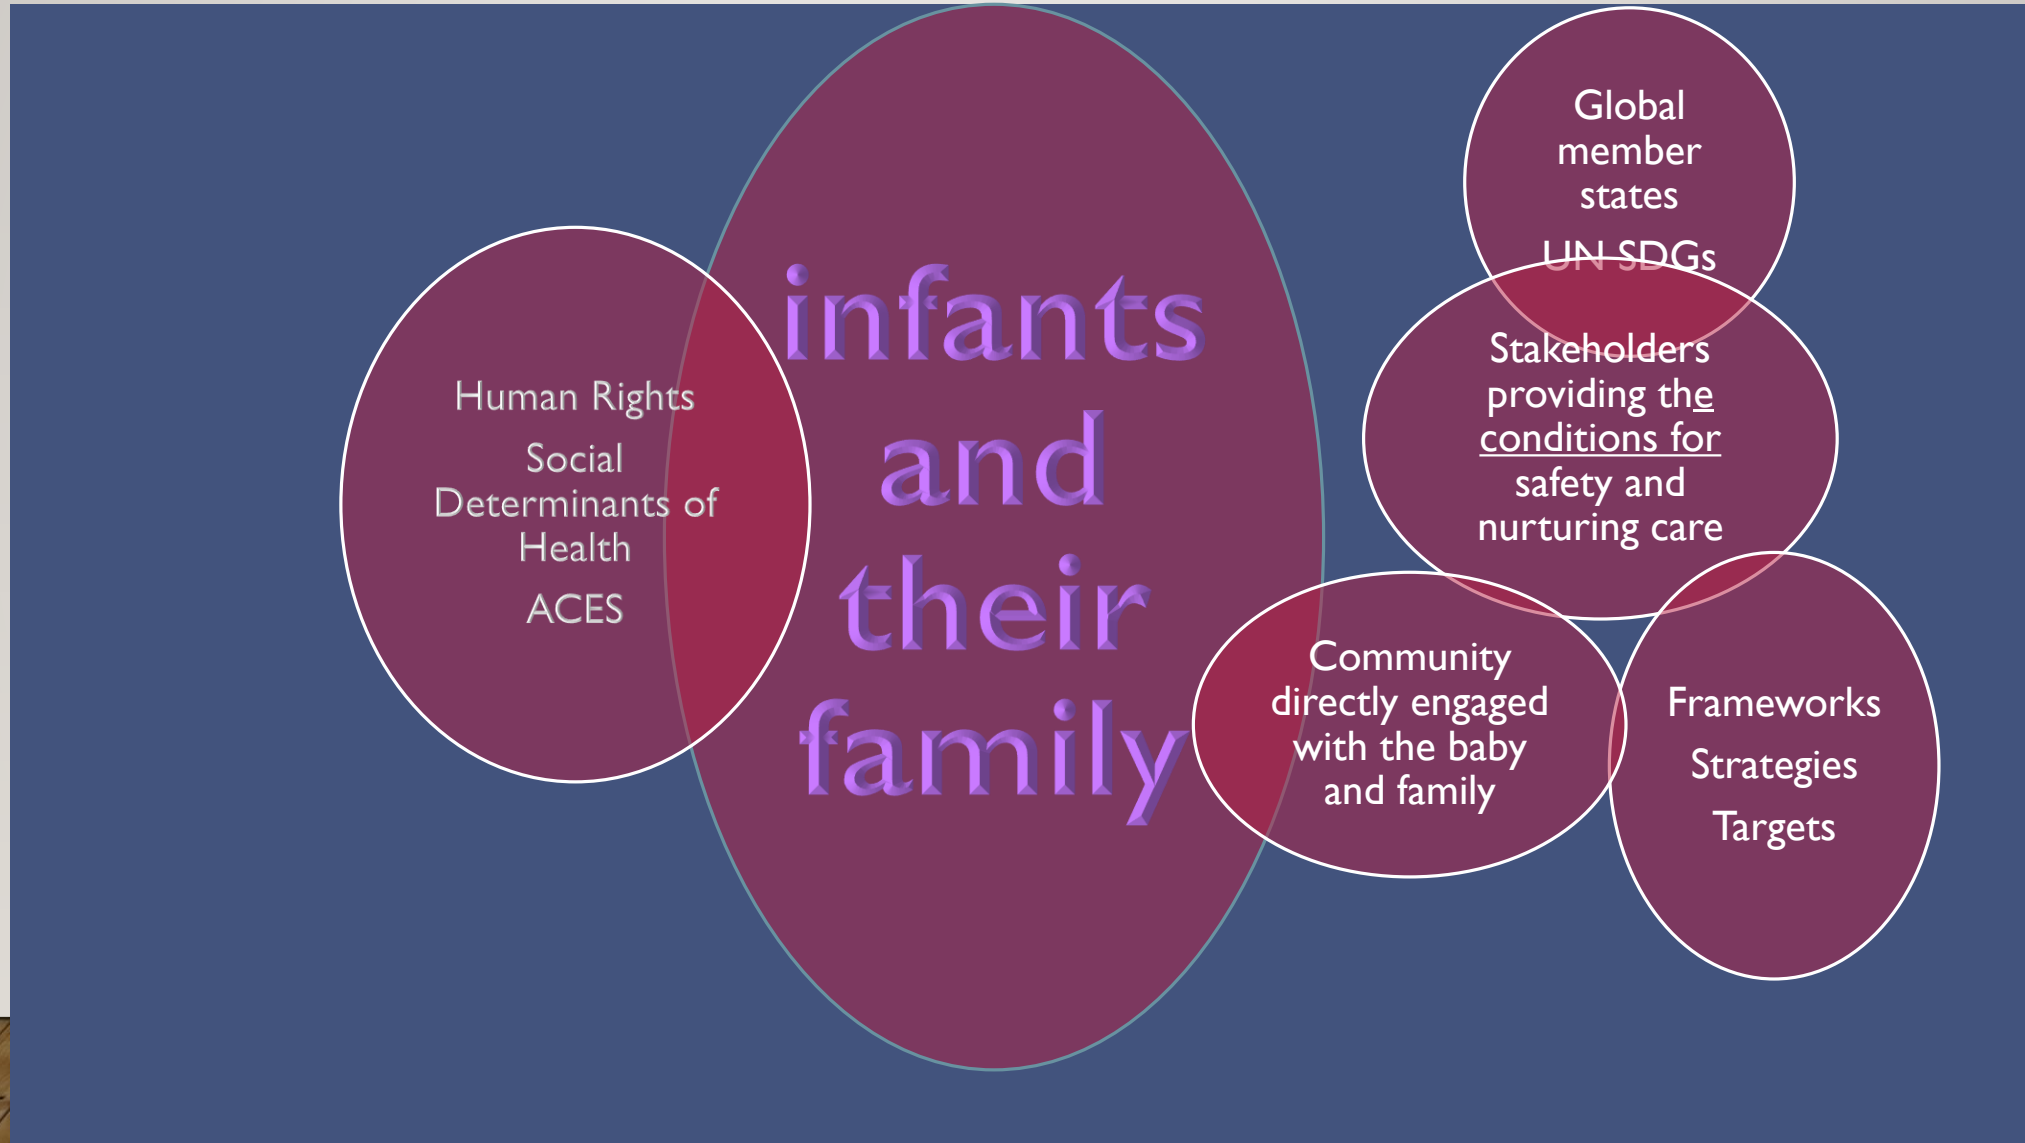 Human Rights
Social
Determinants of
Health
ACES
infants
and
their
family
Global
member
states
UN SDGs
Stakeholders
providing the
conditions for
safety and
nurturing care
Community
directly engaged
with the baby
and family
Frameworks
Strategies
Targets